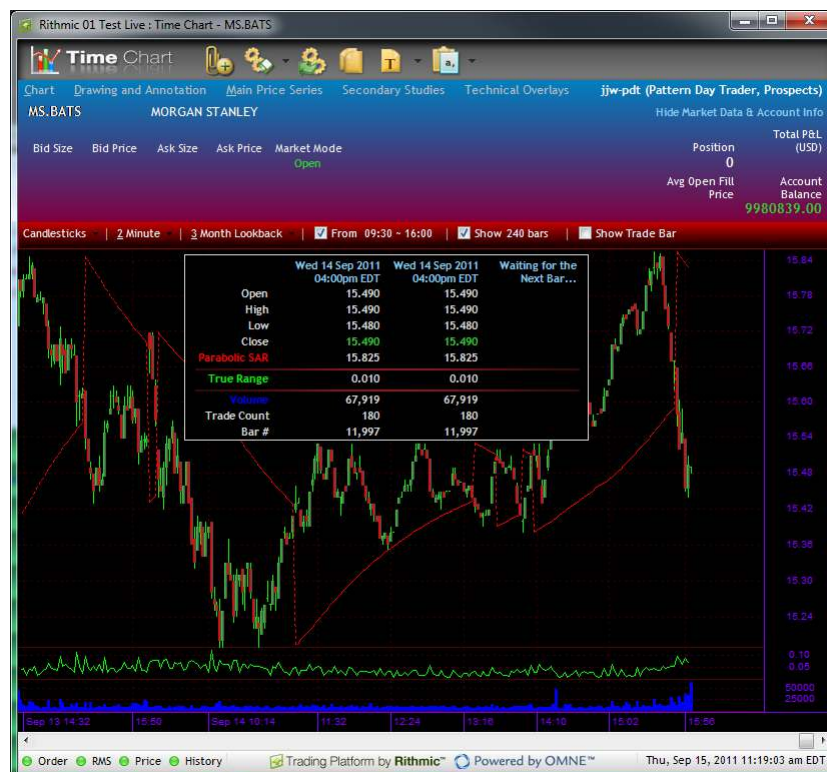 Rithmic 01 Test Live : Time Chart - MS.BATS
Time Chart
T
a,
Chart Drawing and Annotation Main Price Series Secondary Studies Technical Overlays jjw-pdt (Pattern Day Trader, Prospects)
MS.BATS MORGAN STANLEY Hide Market Data & Account Info
Total P&L
Bid Size Bid Price Ask Size Ask Price Market Mode Position (USD)
Open 0
Avg Open Fill Account
Price Balance
9980839.00
Candlesticks | 2 Minute | 3 Month Lookback | From 09:30 ~ 16:00 | Show 240 bars | Show Trade Bar
Wed 14 Sep 2011 Wed 14 Sep 2011 Waiting for the
04:00pm EDT 04:00pm EDT Next Bar...
Open 15.490 15.490
High 15.490 15.490
Low 15.480 15.480
Close 15.490 15.490
Parabolic SAR 15.825 15.825
True Range 0.010 0.010
Volume 67,919 67,919
Trade Count 180 180
Bar # 11,997 11,997
15.84
15.78
15.72
15.66
15.60
15.54
15.48
15.42
15.36
15.30
15.24
0.10
0.05
50000
25000
Sep 13 14:32 15:50 Sep 14 10:14 11:32 12:24 13:16 14:10 15:02 15:56
Order RMS Price History Trading Platform by Rithmic™ Powered by OMNE™ Thu, Sep 15, 2011 11:19:03 am EDT